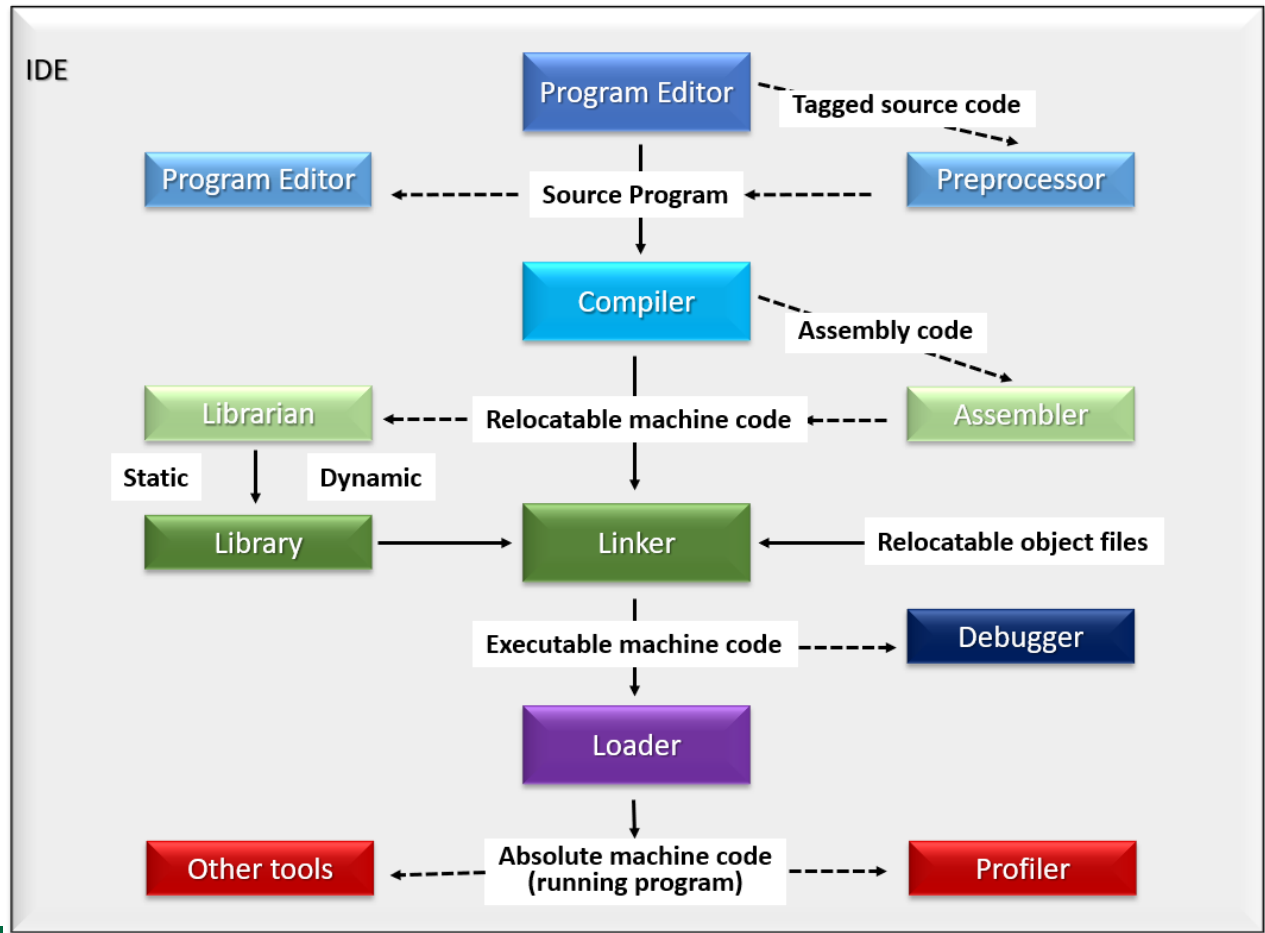 IDE
Program Editor
Tagged source code
Program Editor
Source Program
Preprocessor
Compiler
Assembly code
Librarian
Relocatable machine code
Assembler
Static
Dynamic
Library
Linker
Relocatable object files
Executable machine code
Debugger
Loader
Other tools
Absolute machine code
(running program)
Profiler